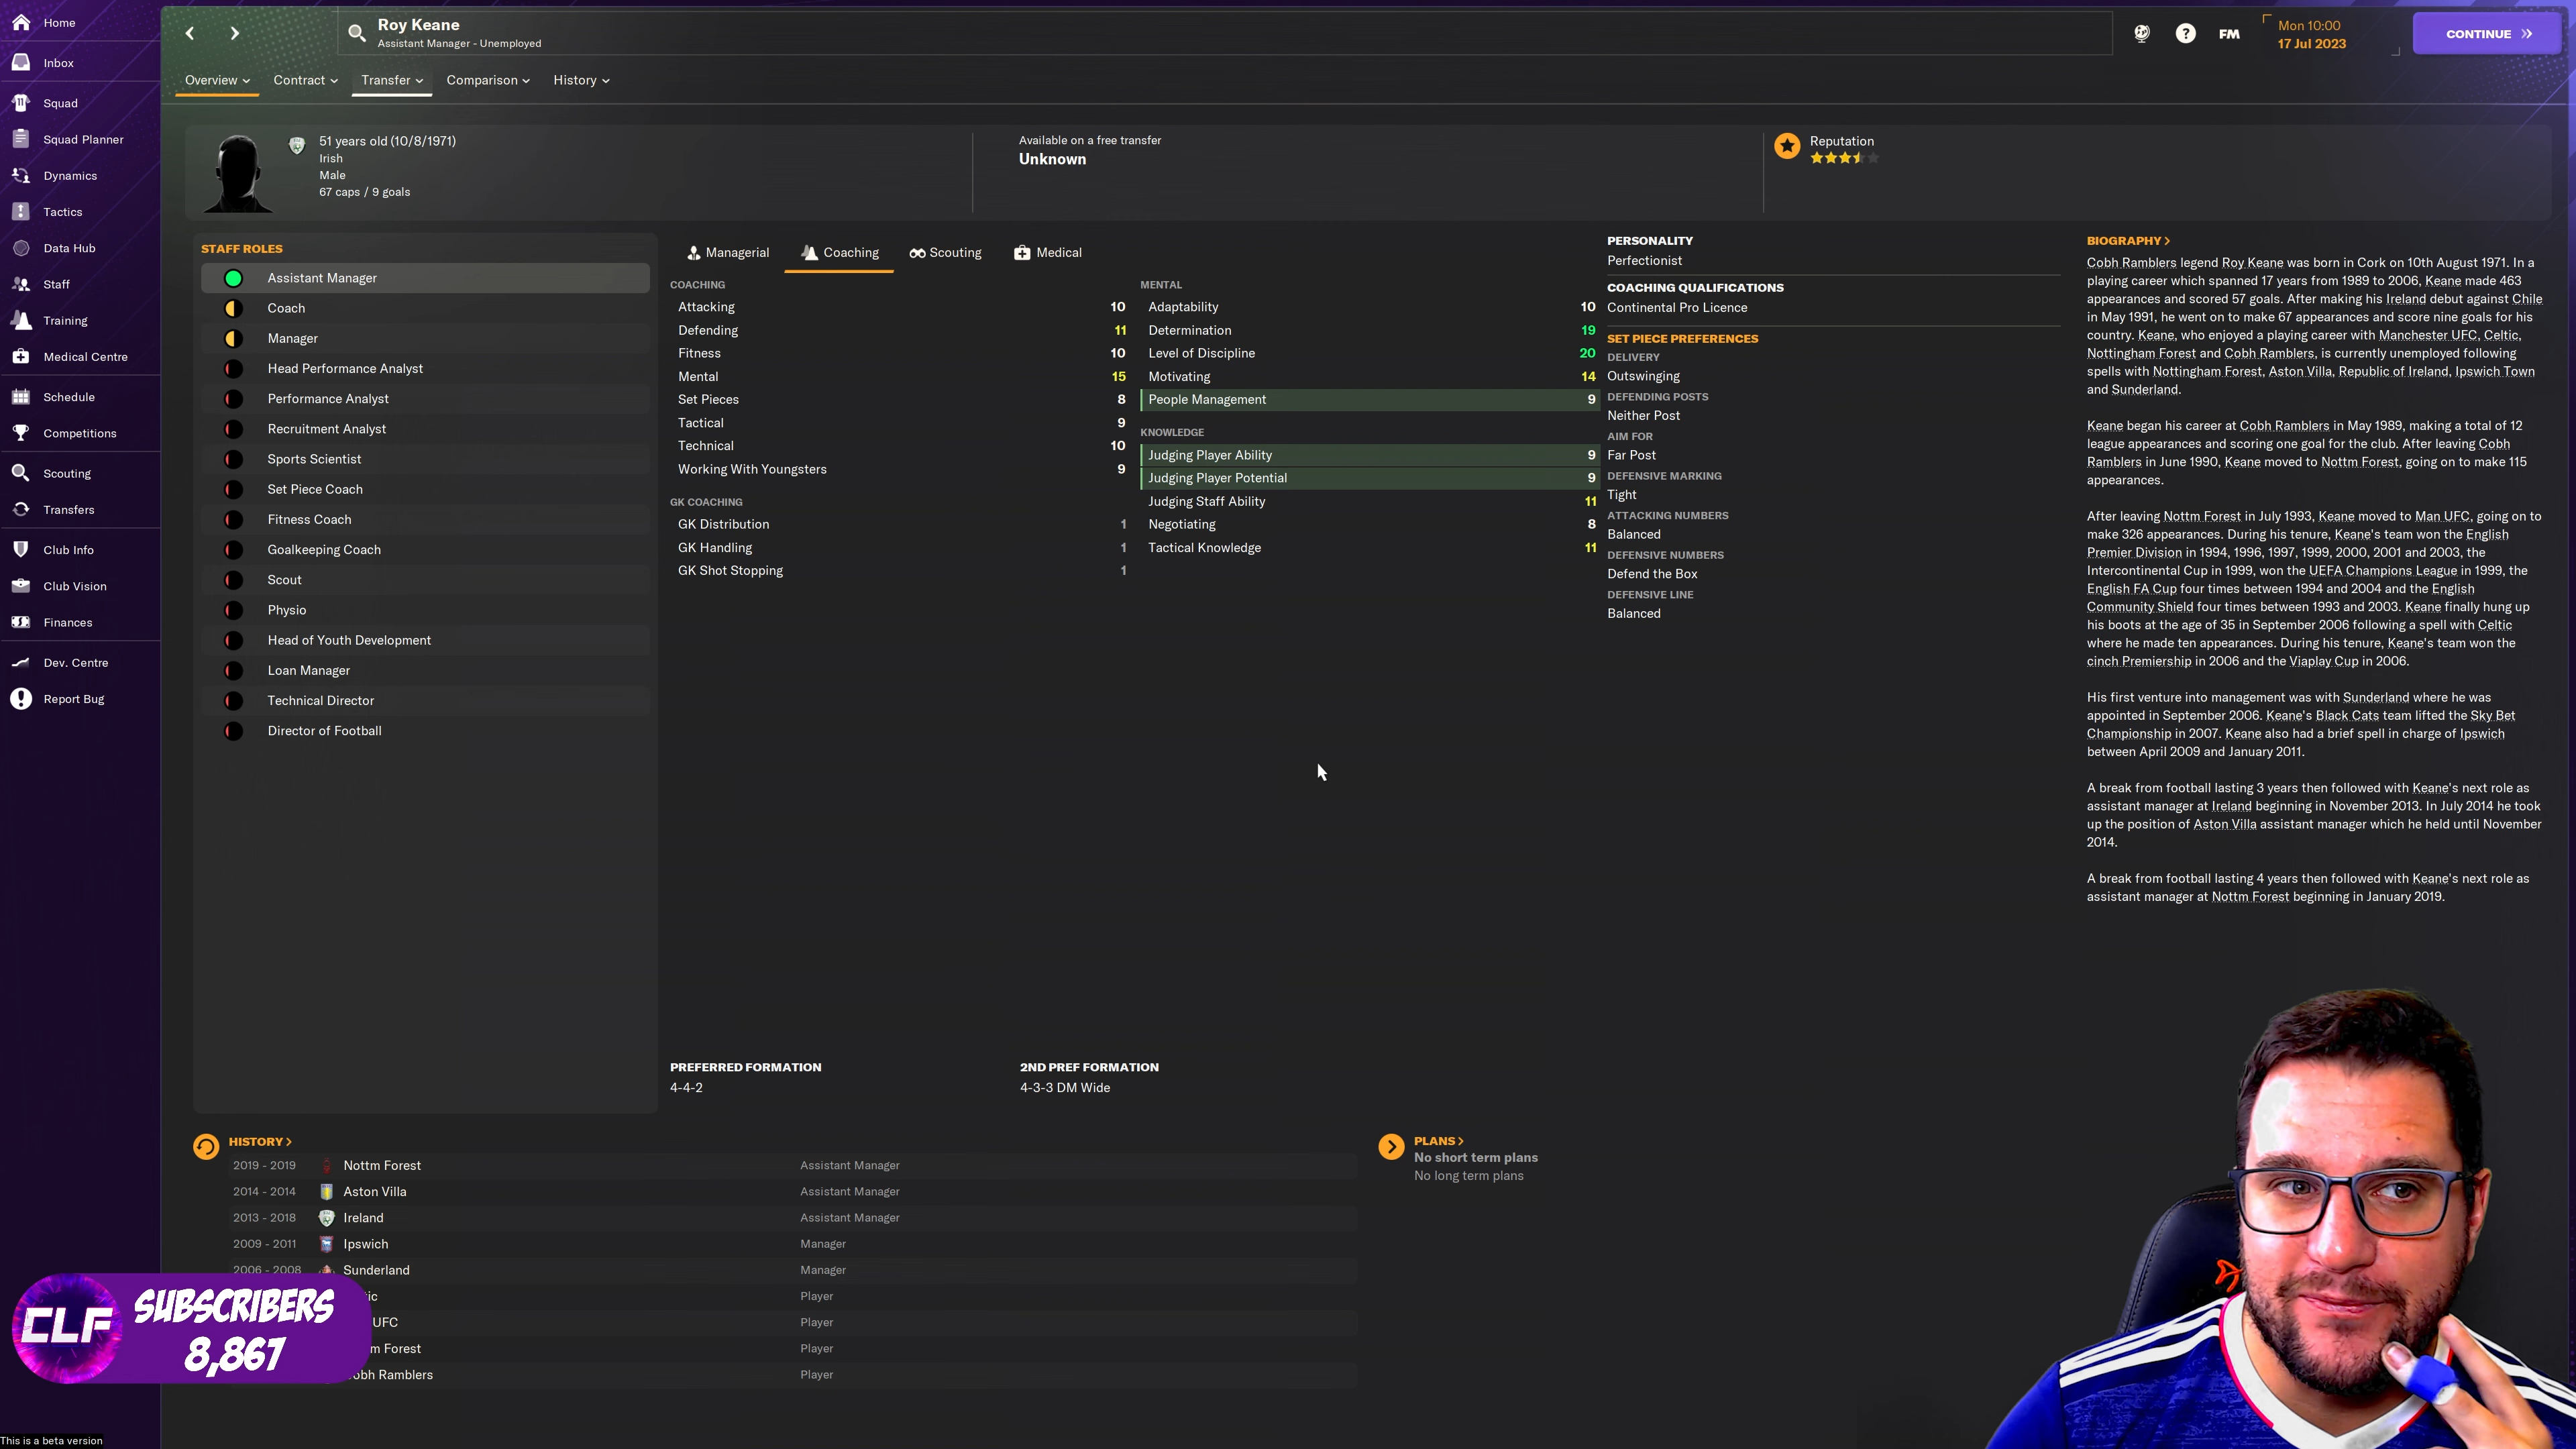 Home
Inbox
Squad
Squad Planner
Dynamics
Tactics
Data Hub
Staff
Training
Medical Centre
Schedule
Competitions
Scouting
Transfers
Club Info
Club Vision
Finances
Dev. Centre
Report Bug
Roy Keane
Assistant Manager - Unemployed
FM
Mon 10:00
17 Jul 2023
CONTINUE
Overview
Contract
Transfer
Comparison
History
51 years old (10/8/1971)
Irish
Male
67 caps / 9 goals
Available on a free transfer
Unknown
Reputation
STAFF ROLES
Assistant Manager
Coach
Manager
Head Performance Analyst
Performance Analyst
Recruitment Analyst
Sports Scientist
Set Piece Coach
Fitness Coach
Goalkeeping Coach
Scout
Physio
Head of Youth Development
Loan Manager
Technical Director
Director of Football
Managerial
Coaching
Scouting
Medical
COACHING
Attacking 10
Defending 11
Fitness 10
Mental 15
Set Pieces 8
Tactical 9
Technical 10
Working With Youngsters 9
GK COACHING
GK Distribution 1
GK Handling 1
GK Shot Stopping 1
MENTAL
Adaptability 10
Determination 19
Level of Discipline 20
Motivating 14
People Management 9
KNOWLEDGE
Judging Player Ability 9
Judging Player Potential 9
Judging Staff Ability 11
Negotiating 8
Tactical Knowledge 11
PERSONALITY
Perfectionist
COACHING QUALIFICATIONS
Continental Pro Licence
SET PIECE PREFERENCES
DELIVERY
Outswinging
DEFENDING POSTS
Neither Post
AIM FOR
Far Post
DEFENSIVE MARKING
Tight
ATTACKING NUMBERS
Balanced
DEFENSIVE NUMBERS
Defend the Box
DEFENSIVE LINE
Balanced
BIOGRAPHY >
Cobh Ramblers legend Roy Keane was born in Cork on 10th August 1971. In a
playing career which spanned 17 years from 1989 to 2006, Keane made 463
appearances and scored 57 goals. After making his Ireland debut against Chile
in May 1991, he went on to make 67 appearances and score nine goals for his
country. Keane, who enjoyed a playing career with Manchester UFC, Celtic,
Nottingham Forest and Cobh Ramblers, is currently unemployed following
spells with Nottingham Forest, Aston Villa, Republic of Ireland, Ipswich Town
and Sunderland.
Keane began his career at Cobh Ramblers in May 1989, making a total of 12
league appearances and scoring one goal for the club. After leaving Cobh
Ramblers in June 1990, Keane moved to Nottm Forest, going on to make 115
appearances.
After leaving Nottm Forest in July 1993, Keane moved to Man UFC, going on to
make 326 appearances. During his tenure, Keane's team won the English
Premier Division in 1994, 1996, 1997, 1999, 2000, 2001 and 2003, the
Intercontinental Cup in 1999, won the UEFA Champions League in 1999, the
English FA Cup four times between 1994 and 2004 and the English
Community Shield four times between 1993 and 2003. Keane finally hung up
his boots at the age of 35 in September 2006 following a spell with Celtic
where he made ten appearances. During his tenure, Keane's team won the
cinch Premiership in 2006 and the Viaplay Cup in 2006.
His first venture into management was with Sunderland where he was
appointed in September 2006. Keane's Black Cats team lifted the Sky Bet
Championship in 2007. Keane also had a brief spell in charge of Ipswich
between April 2009 and January 2011.
A break from football lasting 3 years then followed with Keane's next role as
assistant manager at Ireland beginning in November 2013. In July 2014 he took
up the position of Aston Villa assistant manager which he held until November
2014.
A break from football lasting 4 years then followed with Keane's next role as
assistant manager at Nottm Forest beginning in January 2019.
PREFERRED FORMATION
4-4-2
2ND PREF FORMATION
4-3-3 DM Wide
HISTORY >
2019 - 2019 Nottm Forest Assistant Manager
2014 - 2014 Aston Villa Assistant Manager
2013 - 2018 Ireland Assistant Manager
2009 - 2011 Ipswich Manager
2006 - 2008 Sunderland Manager
ic Player
UFC Player
m Forest Player
obh Ramblers Player
PLANS >
No short term plans
No long term plans
CLF
SUBSCRIBERS
8,867
This is a beta version